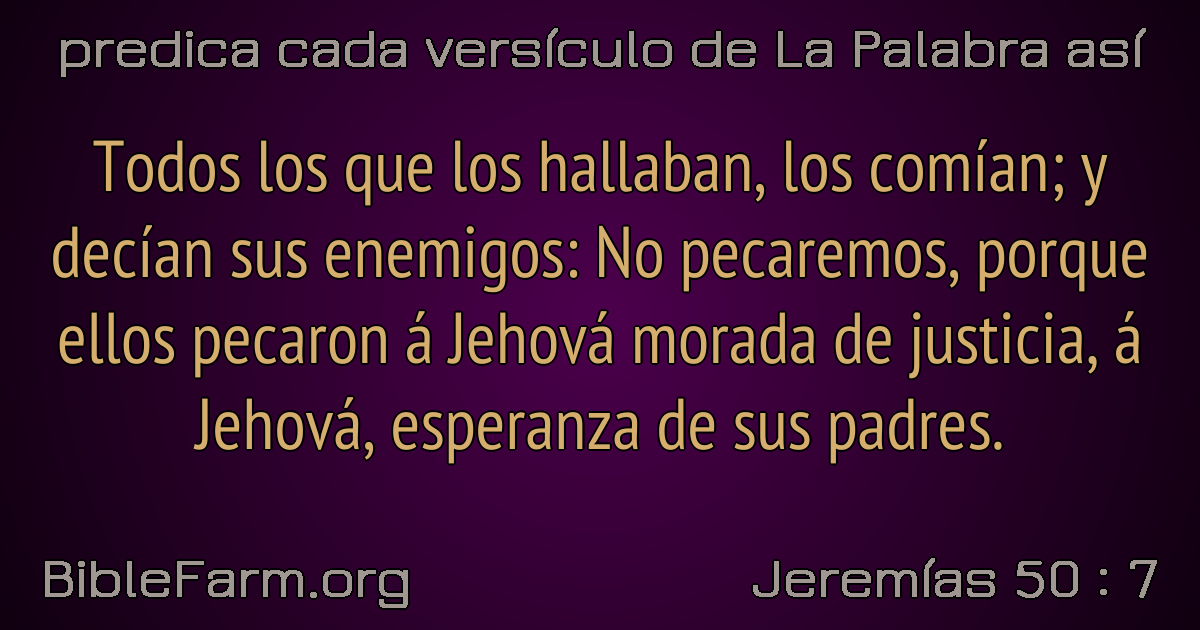 predica cada versículo de La Palabra así
Todos los que los hallaban, los comían; y
decían sus enemigos: No pecaremos, porque
ellos pecaron á Jehová morada de justicia, á
Jehová, esperanza de sus padres.
BibleFarm.org
Jeremías 50 : 7